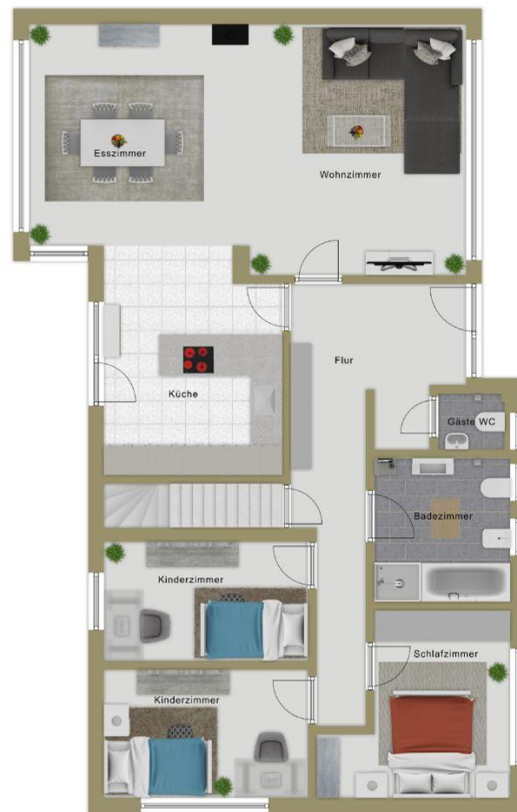 Esszimmer
Wohnzimmer
Flur
Küche
Gäste WC
Badezimmer
Kinderzimmer
Schlafzimmer
Kinderzimmer